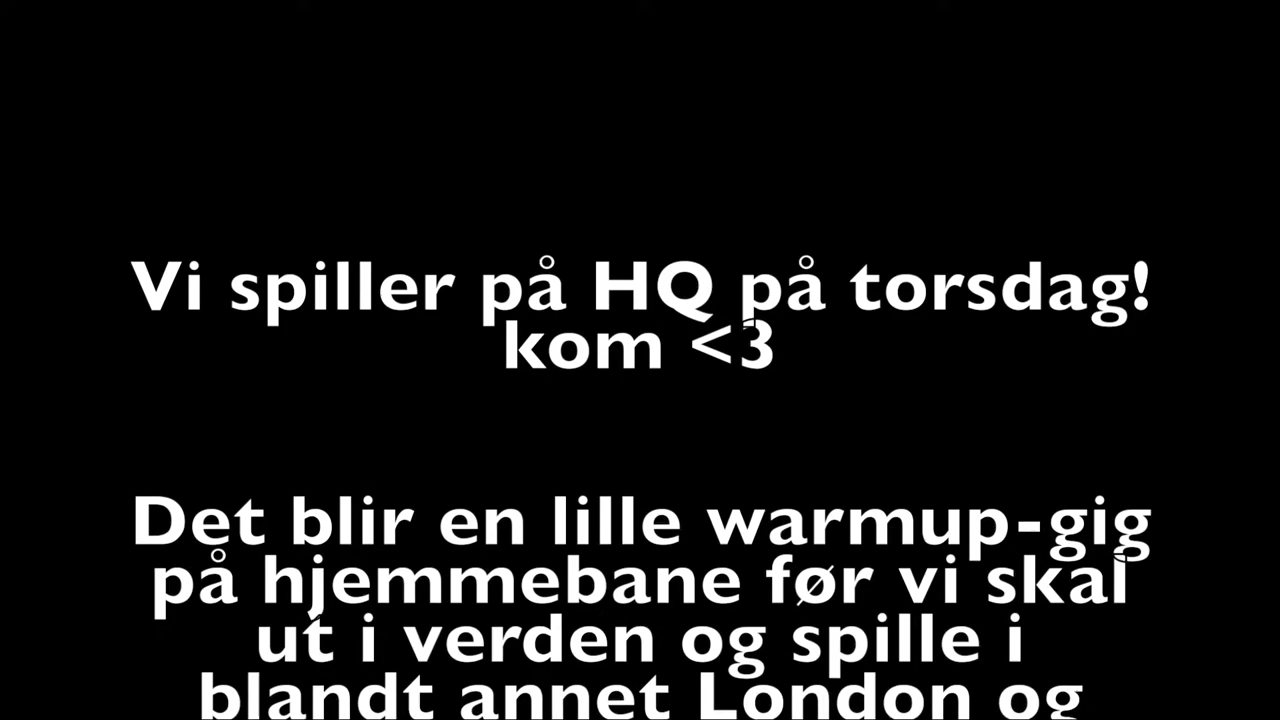 Vi spiller på HQ på torsdag!
kom <3
Det blir en lille warmup-gig
på hjemmebane før vi skal
ut i verden og spille i
blandt annet London og